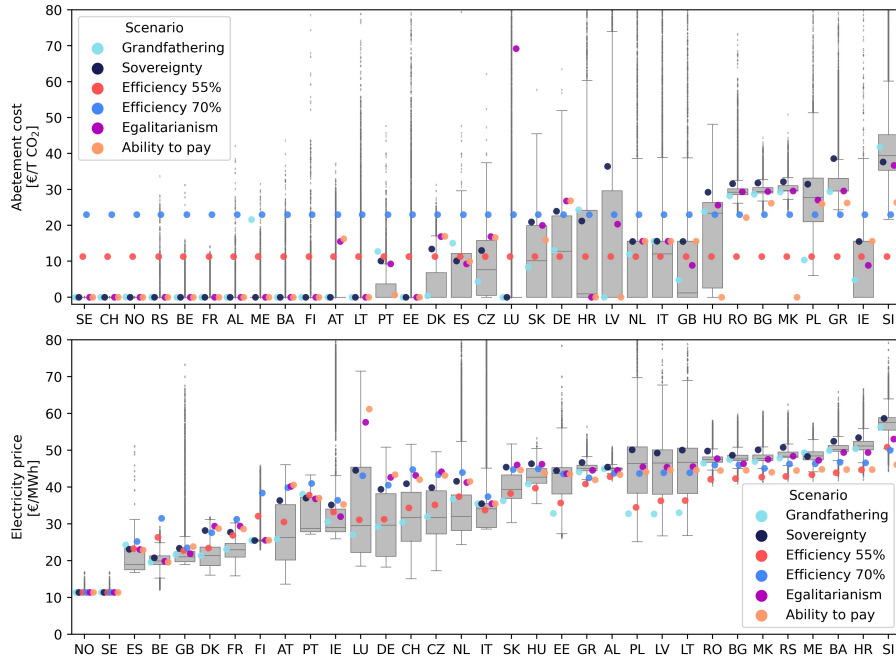 80
70
60
50
40
30
20
10
0
Abetement cost
[€/T CO₂]
Scenario
Grandfathering
Sovereignty
Efficiency 55%
Efficiency 70%
Egalitarianism
Ability to pay
SE CH NO RS BE FR AL ME BA FI AT LT PT EE DK ES CZ LU SK DE HR LV NL IT GB HU RO BG MK PL GR IE SI
80
70
60
50
40
30
20
10
0
Electricity price
[€/MWh]
Scenario
Grandfathering
Sovereignty
Efficiency 55%
Efficiency 70%
Egalitarianism
Ability to pay
NO SE ES BE GB DK FR FI AT PT IE LU DE CH CZ NL IT SK HU EE GR AL PL LV LT RO BG MK RS ME BA HR SI